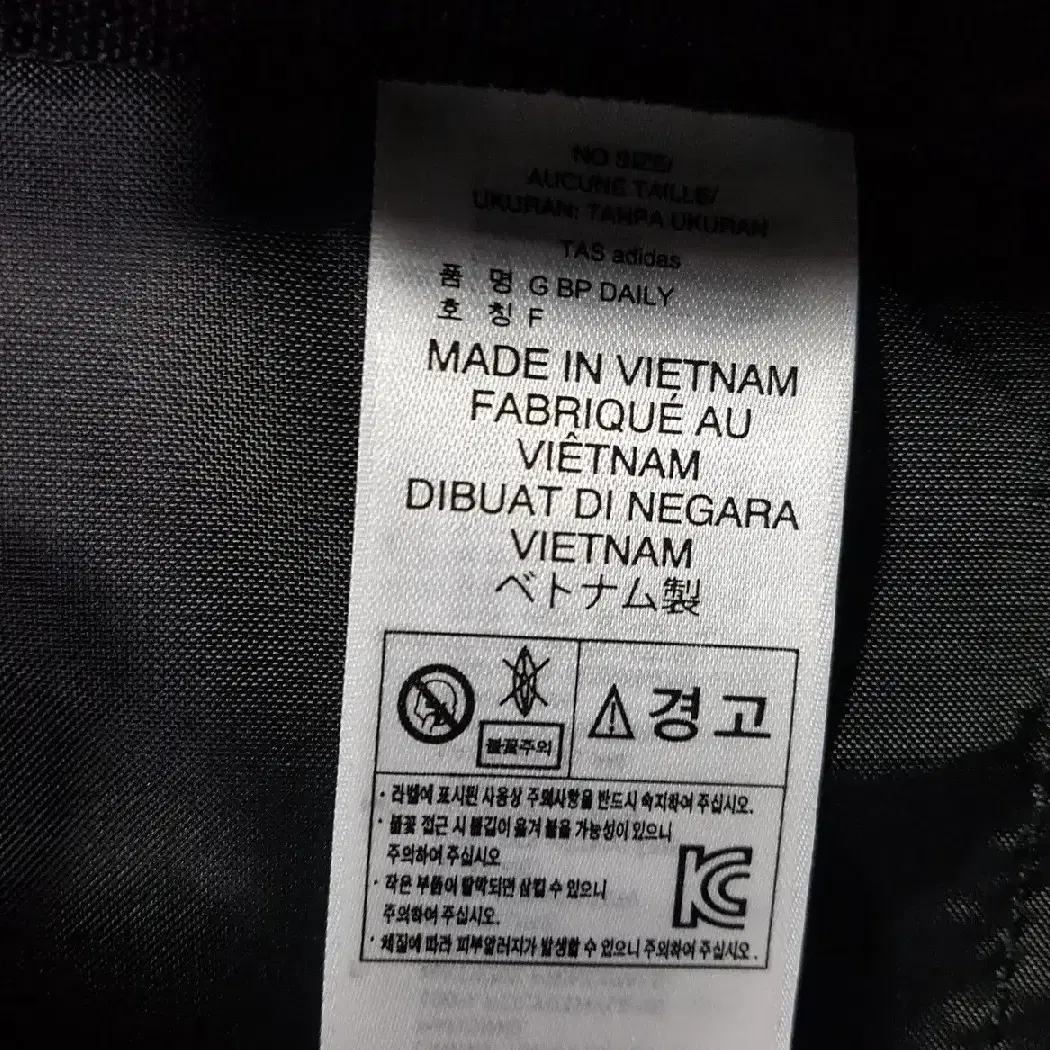 NO SIZE/
AUCUNE TAILLE/
UKURAN: TANPA UKURAN
TAS adidas
품 명 G BP DAILY
호 칭 F
MADE IN VIETNAM
FABRIQUÉ AU
VIÊTNAM
DIBUAT DI NEGARA
VIETNAM
ベトナム製
불꽃주의
경고
· 라벨에 표시된 사용상 주의사항을 반드시 숙지하여 주십시오.
· 불꽃 접근 시 불길이 옮겨 붙을 가능성이 있으니
주의하여 주십시오
· 작은 부품이 탈락되면 삼킬 수 있으니
주의하여 주십시오.
· 체질에 따라 피부알러지가 발생할 수 있으니 주의하여 주십시오.
KC